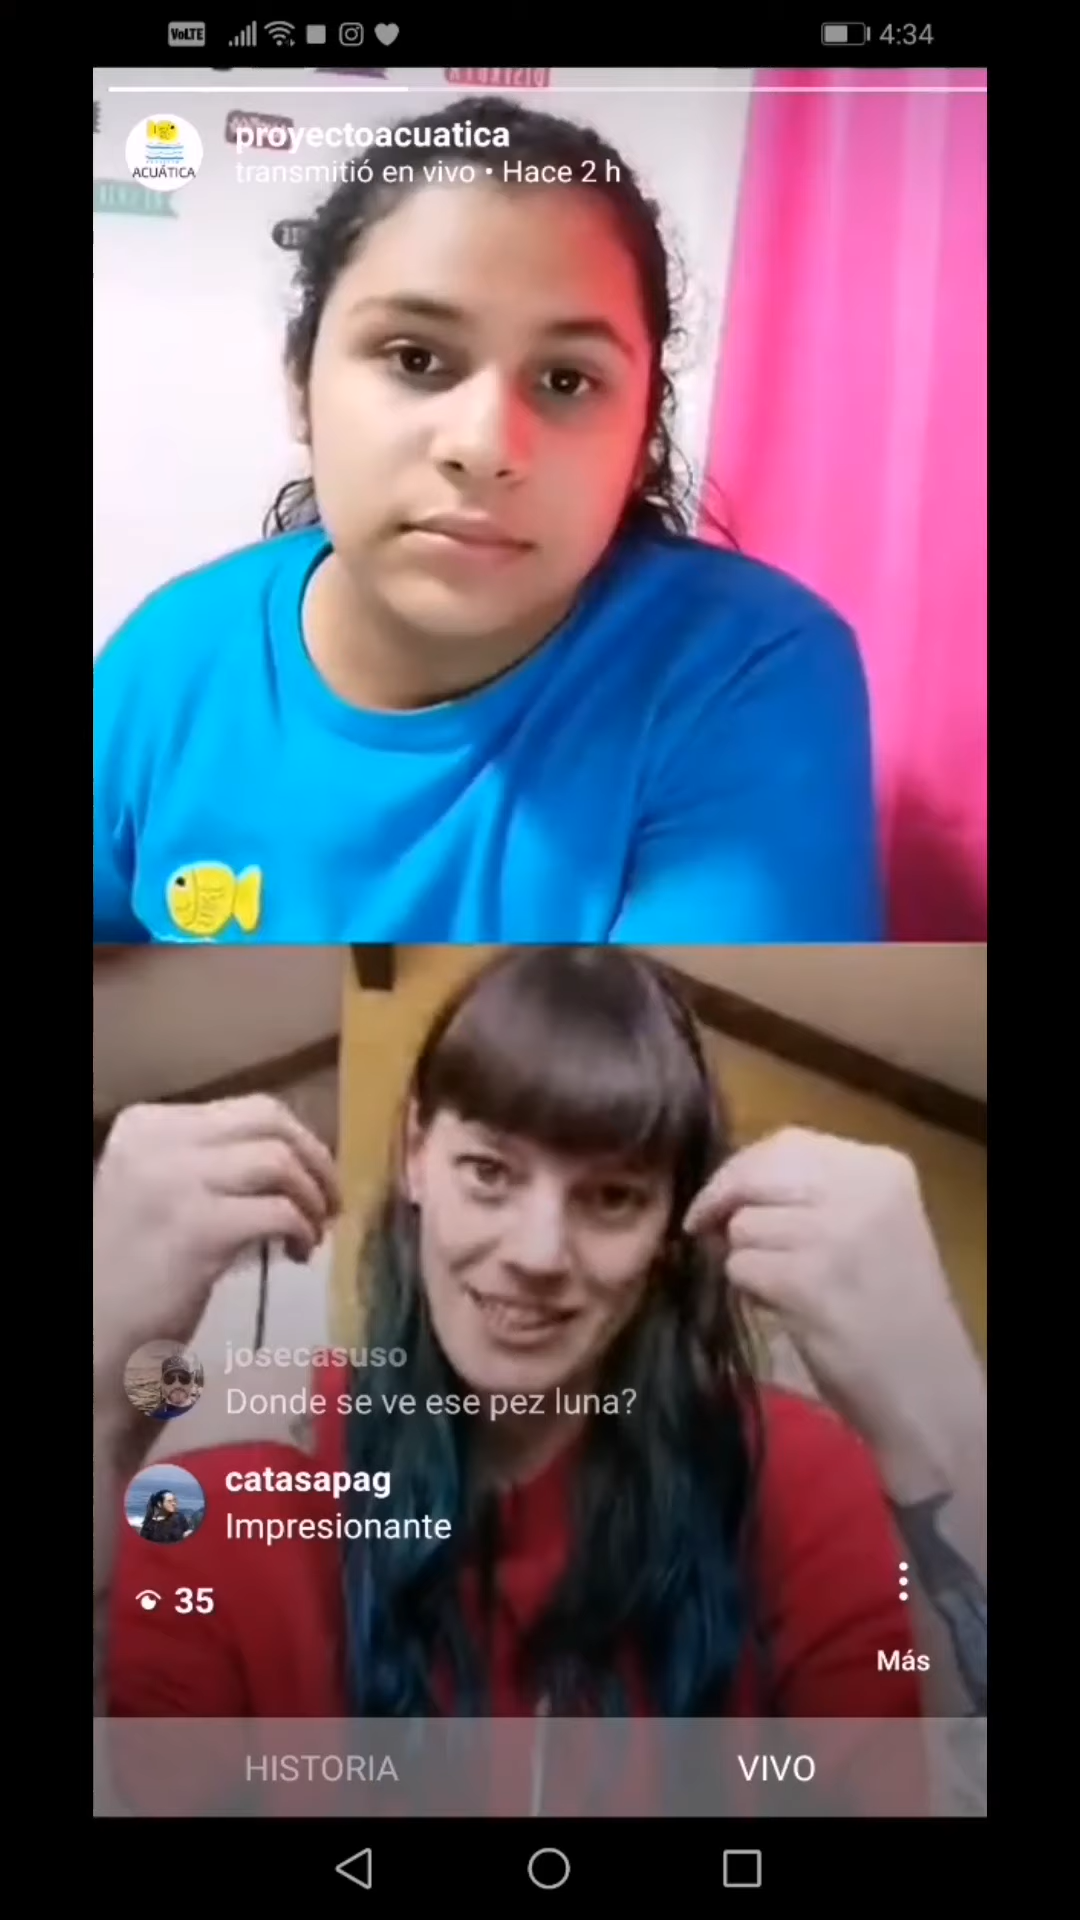 VoLTE
4:34
proyectoacuatica
transmitió en vivo • Hace 2 h
ACUÁTICA
josecasuso
Donde se ve ese pez luna?
catasapag
Impresionante
35
Más
HISTORIA
VIVO